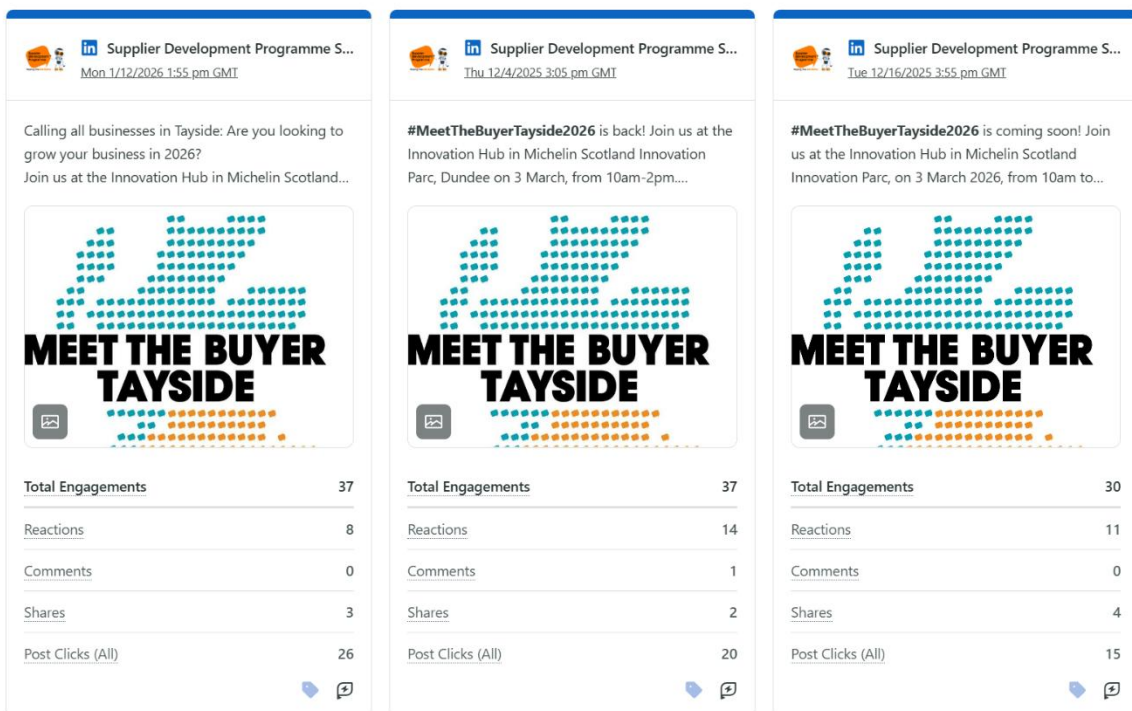 Supplier Development Programme S...
Mon 1/12/2026 1:55 pm GMT
Calling all businesses in Tayside: Are you looking to
grow your business in 2026?
Join us at the Innovation Hub in Michelin Scotland...
MEET THE BUYER
TAYSIDE
Total Engagements 37
Reactions 8
Comments 0
Shares 3
Post Clicks (All) 26
Supplier Development Programme S...
Thu 12/4/2025 3:05 pm GMT
#MeetTheBuyerTayside2026 is back! Join us at the
Innovation Hub in Michelin Scotland Innovation
Parc, Dundee on 3 March, from 10am-2pm....
MEET THE BUYER
TAYSIDE
Total Engagements 37
Reactions 14
Comments 1
Shares 2
Post Clicks (All) 20
Supplier Development Programme S...
Tue 12/16/2025 3:55 pm GMT
#MeetTheBuyerTayside2026 is coming soon! Join
us at the Innovation Hub in Michelin Scotland
Innovation Parc, on 3 March 2026, from 10am to...
MEET THE BUYER
TAYSIDE
Total Engagements 30
Reactions 11
Comments 0
Shares 4
Post Clicks (All) 15